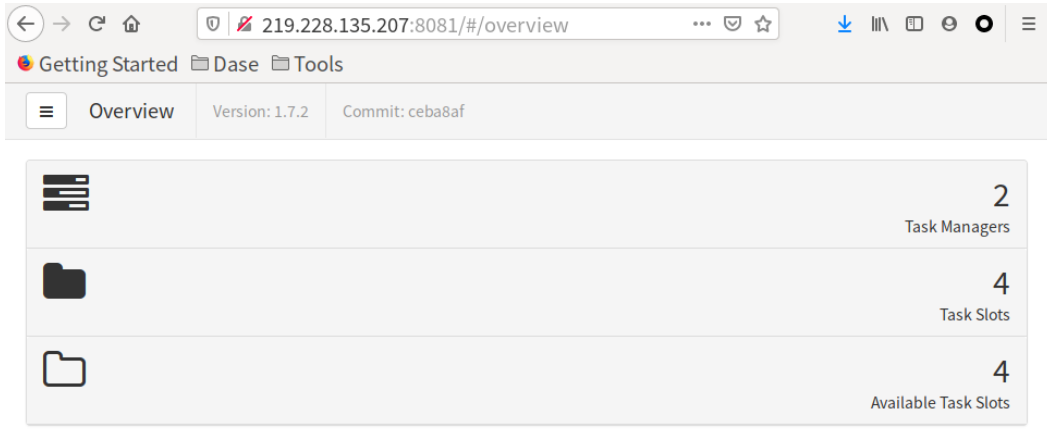 219.228.135.207:8081/#/overview
Getting Started Dase Tools
Overview Version: 1.7.2 Commit: ceba8af
2
Task Managers
4
Task Slots
4
Available Task Slots